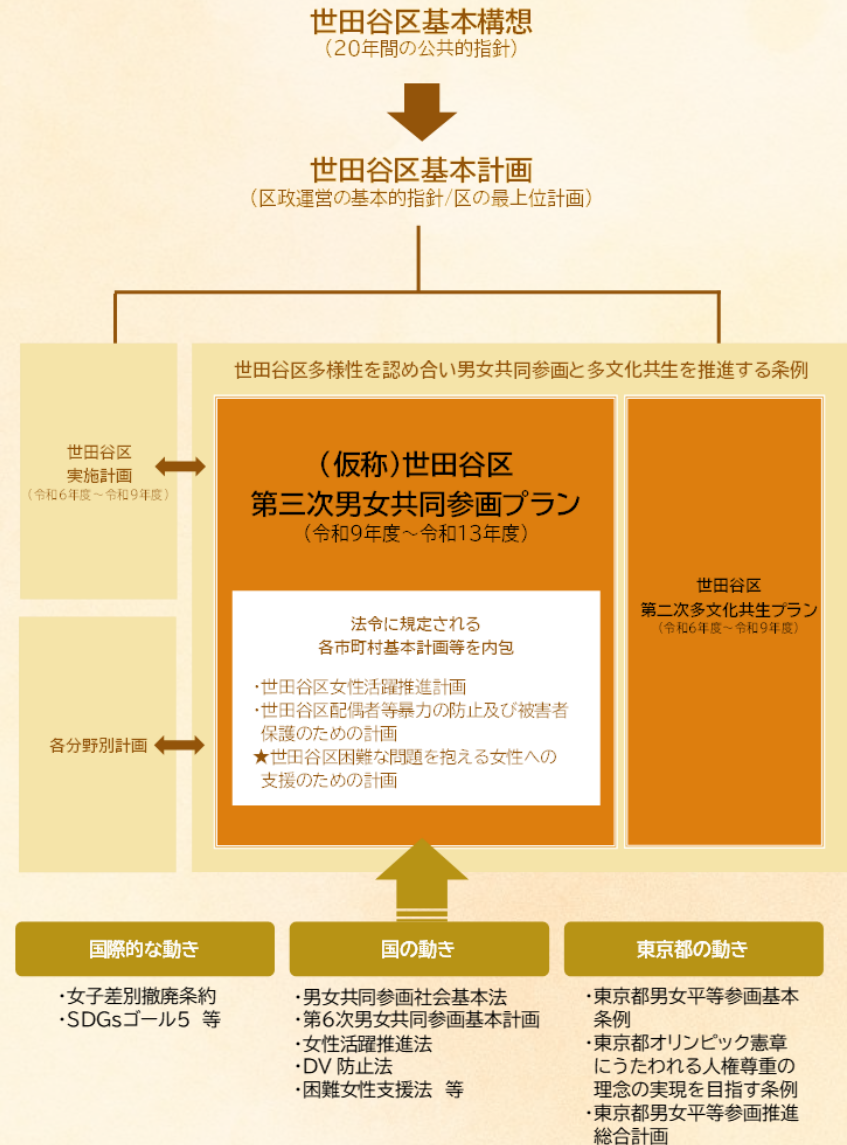 世田谷区基本構想
（20年間の公共的指針）
世田谷区基本計画
（区政運営の基本的指針/区の最上位計画）
世田谷区多様性を認め合い男女共同参画と多文化共生を推進する条例
世田谷区
実施計画
（令和6年度～令和9年度）
各分野別計画
（仮称）世田谷区
第三次男女共同参画プラン
（令和9年度～令和13年度）
法令に規定される
各市町村基本計画等を内包
・世田谷区女性活躍推進計画
・世田谷区配偶者等暴力の防止及び被害者
保護のための計画
★世田谷区困難な問題を抱える女性への
支援のための計画
世田谷区
第二次多文化共生プラン
（令和6年度～令和9年度）
国際的な動き
・女子差別撤廃条約
・SDGsゴール5 等
国の動き
・男女共同参画社会基本法
・第6次男女共同参画基本計画
・女性活躍推進法
・DV 防止法
・困難女性支援法 等
東京都の動き
・東京都男女平等参画基本
条例
・東京都オリンピック憲章
にうたわれる人権尊重の
理念の実現を目指す条例
・東京都男女平等参画推進
総合計画